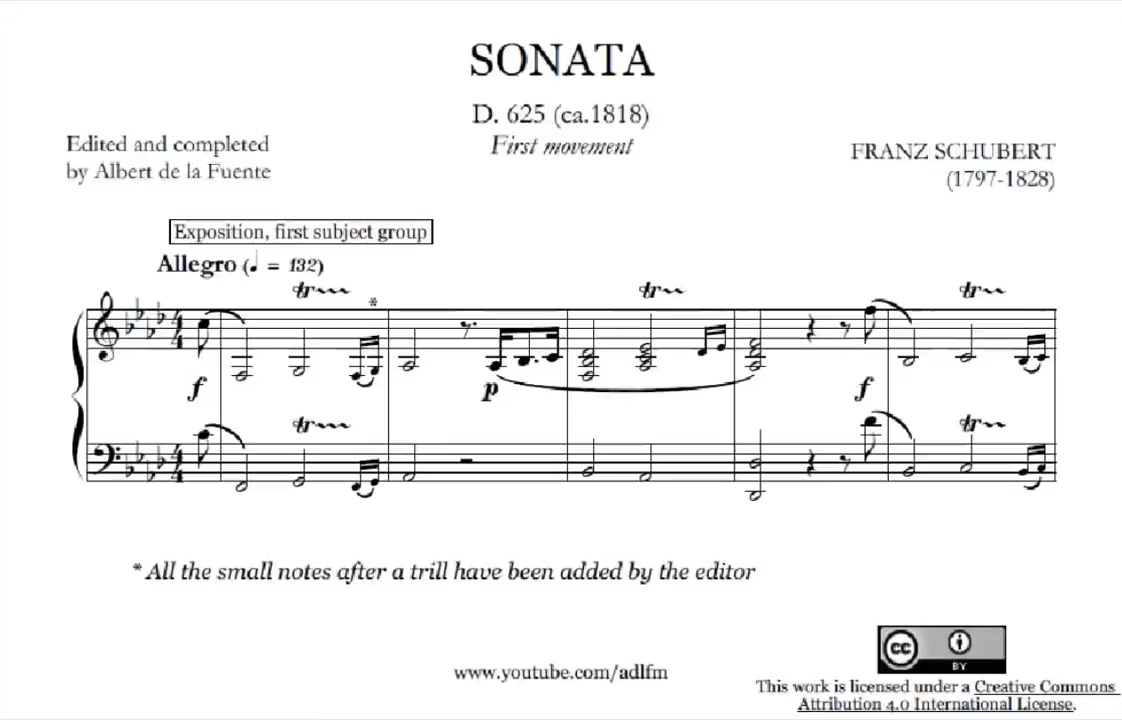 SONATA
D. 625 (ca.1818)
First movement
Edited and completed
by Albert de la Fuente
FRANZ SCHUBERT
(1797-1828)
Exposition, first subject group
Allegro (♩ = 132)
tr tr tr
*
f p f
tr tr
* All the small notes after a trill have been added by the editor
cc BY
www.youtube.com/adlfm
This work is licensed under a Creative Commons
Attribution 4.0 International License.